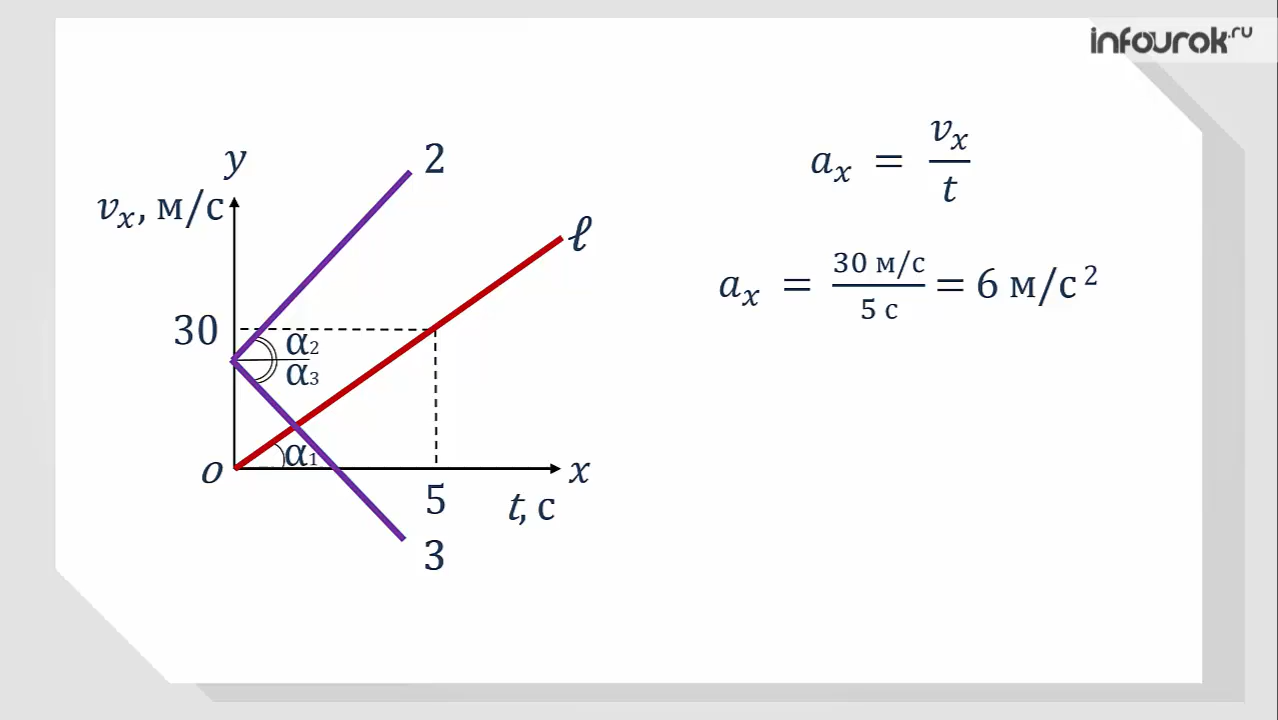 infourok.ru
y
vₓ, м/с
2
ℓ
30
α₂
α₃
α₁
o
x
5
t, с
3
aₓ = vₓ/t
aₓ = 30 м/с / 5 с = 6 м/с²